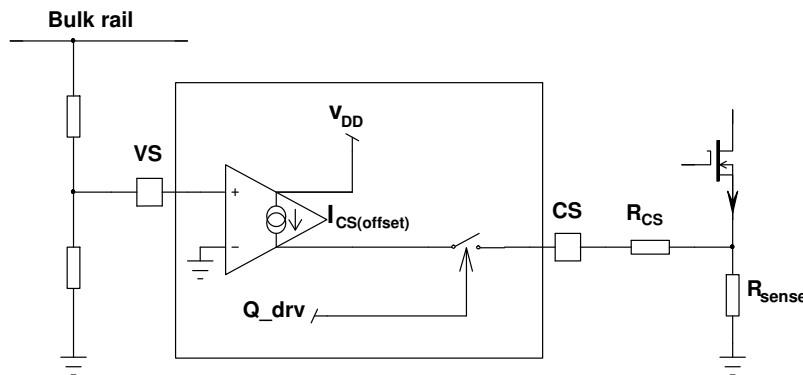 Bulk rail
VDD
VS
+
ICS(offset)
−
CS
RCS
Rsense
Q_drv